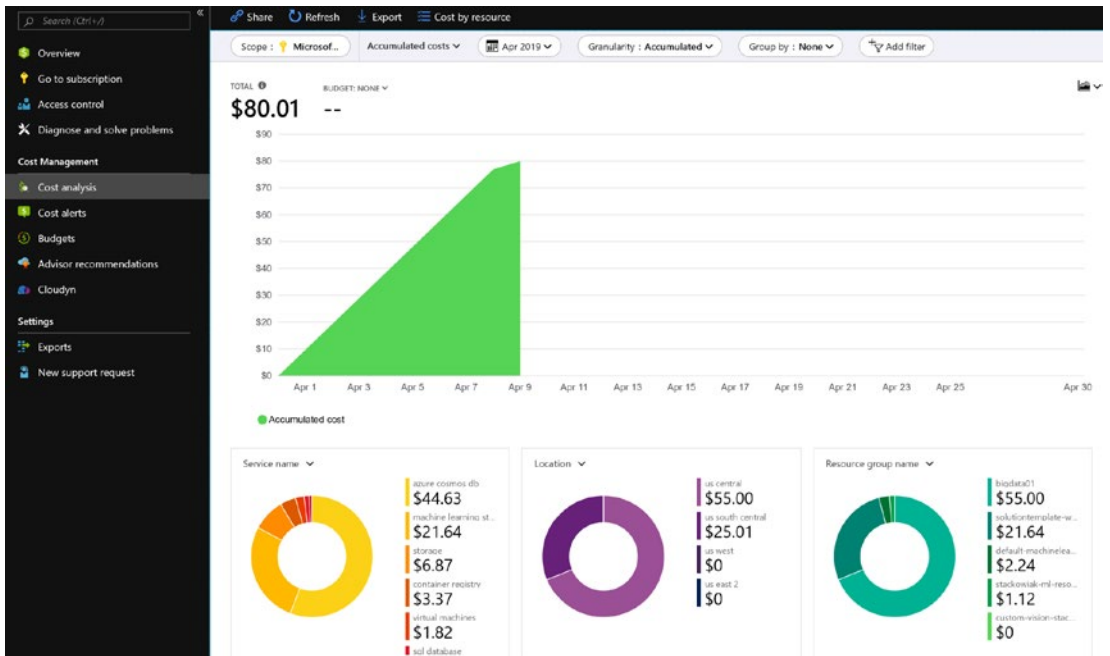 Search (Ctrl+/)
«
Overview
Go to subscription
Access control
Diagnose and solve problems
Cost Management
Cost analysis
Cost alerts
Budgets
Advisor recommendations
Cloudyn
Settings
Exports
New support request
Share Refresh Export Cost by resource
Scope : Microsof... Accumulated costs Apr 2019 Granularity : Accumulated Group by : None Add filter
TOTAL BUDGET: NONE
$80.01 --
$90
$80
$70
$60
$50
$40
$30
$20
$10
$0
Apr 1 Apr 3 Apr 5 Apr 7 Apr 9 Apr 11 Apr 13 Apr 15 Apr 17 Apr 19 Apr 21 Apr 23 Apr 25 Apr 30
Accumulated cost
Service name
azure cosmos db
$44.63
machine learning st...
$21.64
storage
$6.87
container registry
$3.37
virtual machines
$1.82
sql database
Location
us central
$55.00
us south central
$25.01
us west
$0
us east 2
$0
Resource group name
bigdata01
$55.00
solutiontemplate-w...
$21.64
default-machinelea...
$2.24
stackowiak-ml-reso...
$1.12
custom-vision-stac...
$0